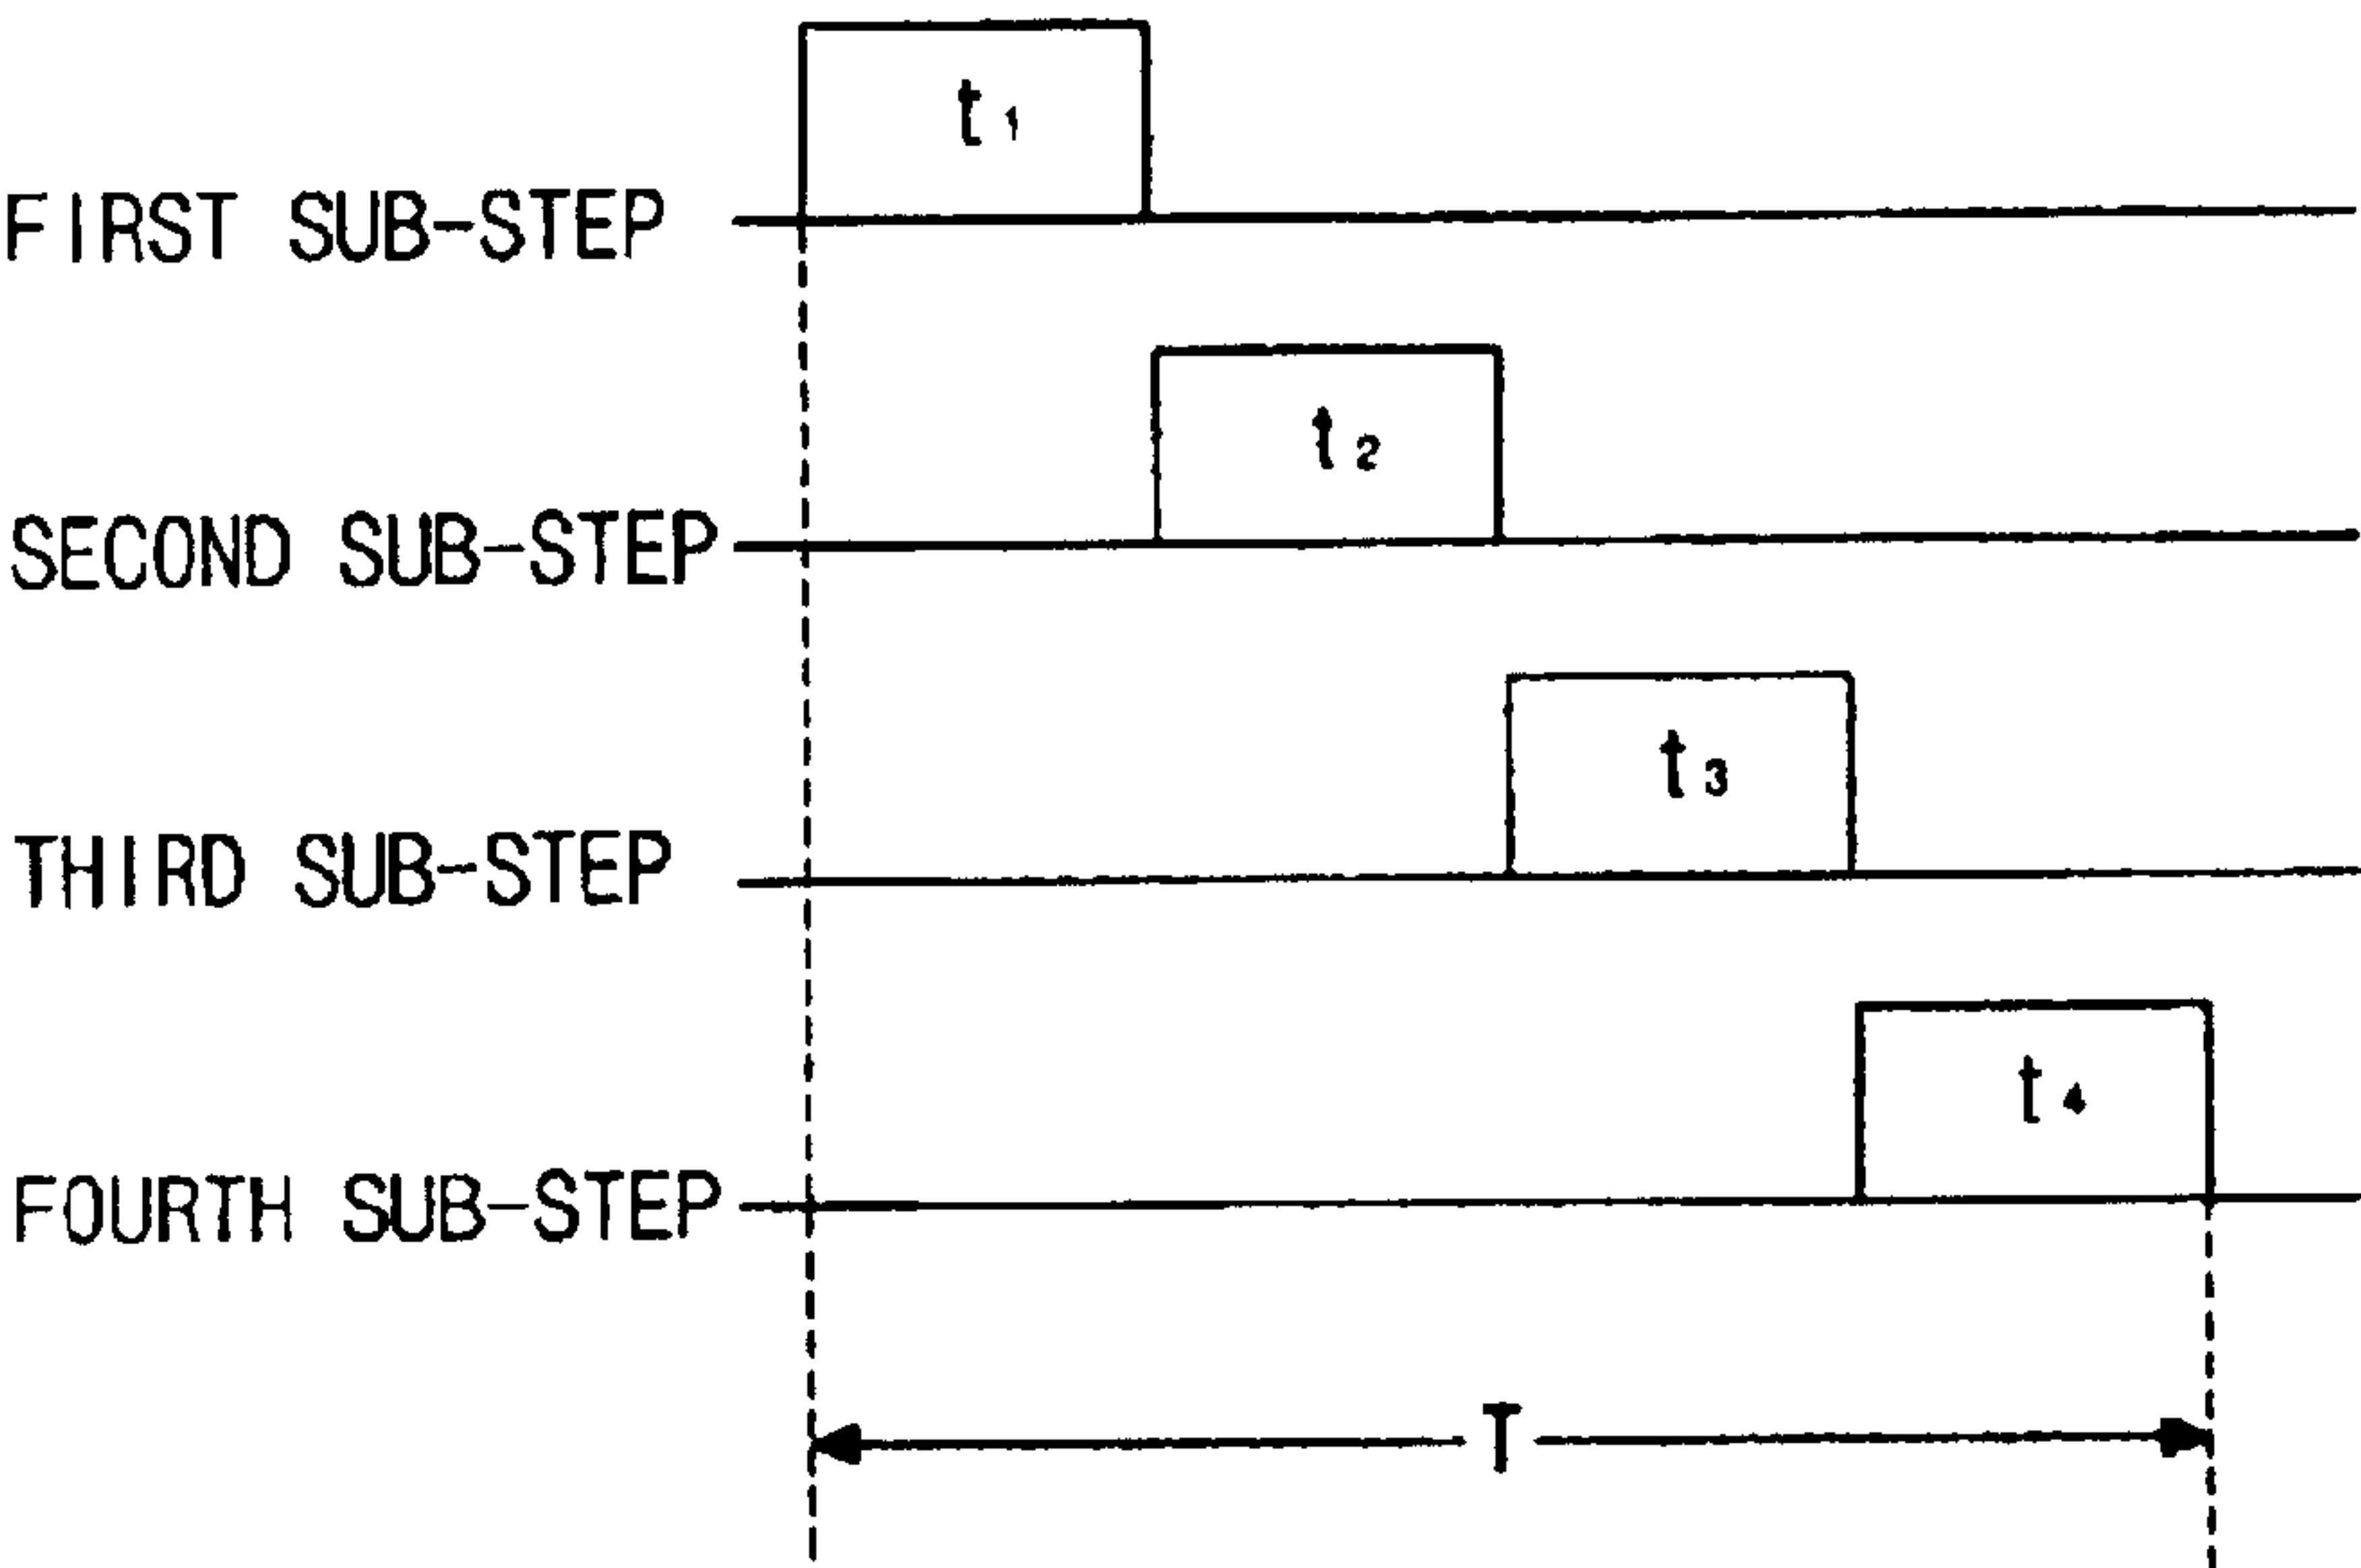 t₁
FIRST SUB-STEP
t₂
SECOND SUB-STEP
t₃
THIRD SUB-STEP
t₄
FOURTH SUB-STEP
T